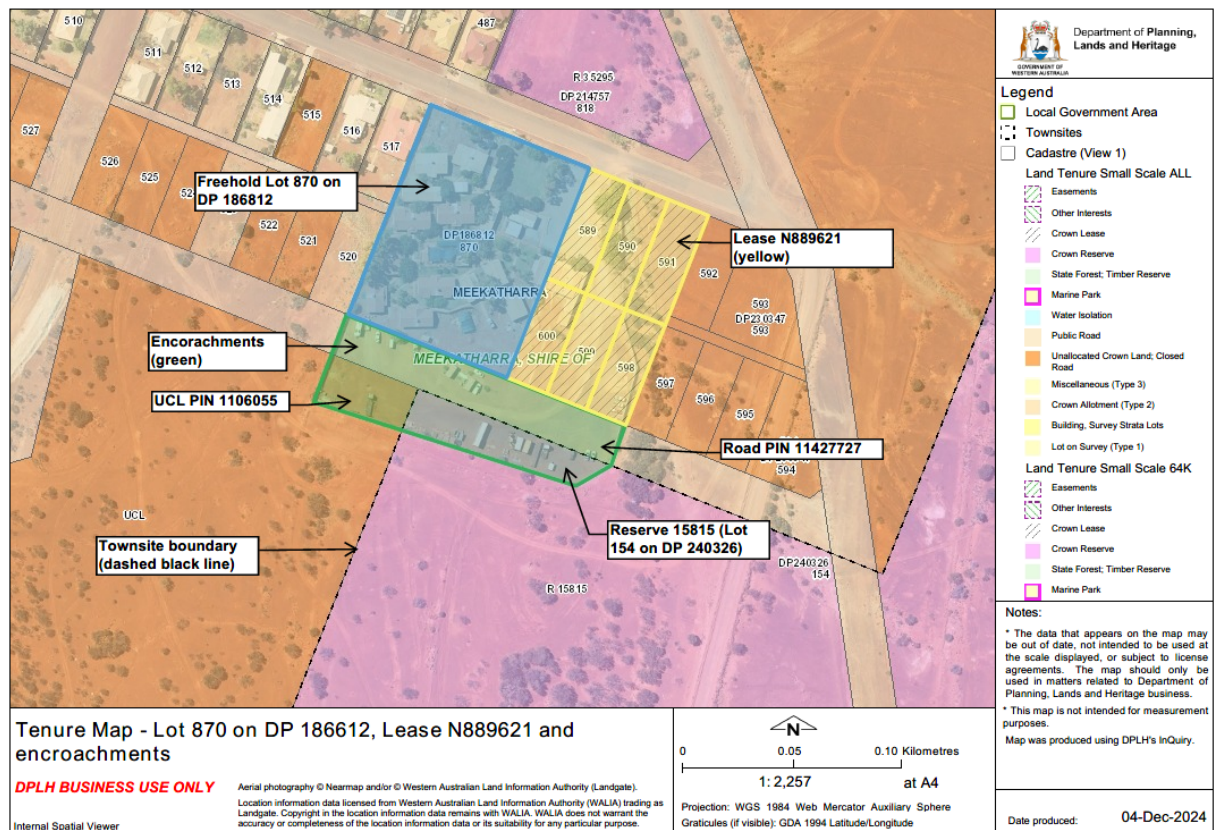 510
511
512
513
514
515
516
517
487
R 35295
DP 214757
818
527
526
525
522
521
520
Freehold Lot 870 on
DP 186812
DP 186812
870
MEEKATHARRA
MEEKATHARRA, SHIRE OF
589
590
591
592
593
DP 230347
593
600
599
598
597
596
595
594
Lease N889621
(yellow)
Encorachments
(green)
UCL PIN 1106055
Road PIN 11427727
Reserve 15815 (Lot
154 on DP 240326)
Townsite boundary
(dashed black line)
UCL
R 15815
DP 240326
154
GOVERNMENT OF
WESTERN AUSTRALIA
Department of Planning,
Lands and Heritage
Legend
Local Government Area
Townsites
Cadastre (View 1)
Land Tenure Small Scale ALL
Easements
Other Interests
Crown Lease
Crown Reserve
State Forest; Timber Reserve
Marine Park
Water Isolation
Public Road
Unallocated Crown Land; Closed
Road
Miscellaneous (Type 3)
Crown Allotment (Type 2)
Building, Survey Strata Lots
Lot on Survey (Type 1)
Land Tenure Small Scale 64K
Easements
Other Interests
Crown Lease
Crown Reserve
State Forest; Timber Reserve
Marine Park
Notes:
* The data that appears on the map may
be out of date, not intended to be used at
the scale displayed, or subject to license
agreements. The map should only be
used in matters related to Department of
Planning, Lands and Heritage business.
* This map is not intended for measurement
purposes.
Map was produced using DPLH's InQuiry.
Date produced: 04-Dec-2024
Tenure Map - Lot 870 on DP 186612, Lease N889621 and
encroachments
DPLH BUSINESS USE ONLY
Internal Spatial Viewer
Aerial photography © Nearmap and/or © Western Australian Land Information Authority (Landgate).
Location information data licensed from Western Australian Land Information Authority (WALIA) trading as
Landgate. Copyright in the location information data remains with WALIA. WALIA does not warrant the
accuracy or completeness of the location information data or its suitability for any particular purpose.
N
0 0.05 0.10 Kilometres
1: 2,257 at A4
Projection: WGS 1984 Web Mercator Auxiliary Sphere
Graticules (if visible): GDA 1994 Latitude/Longitude